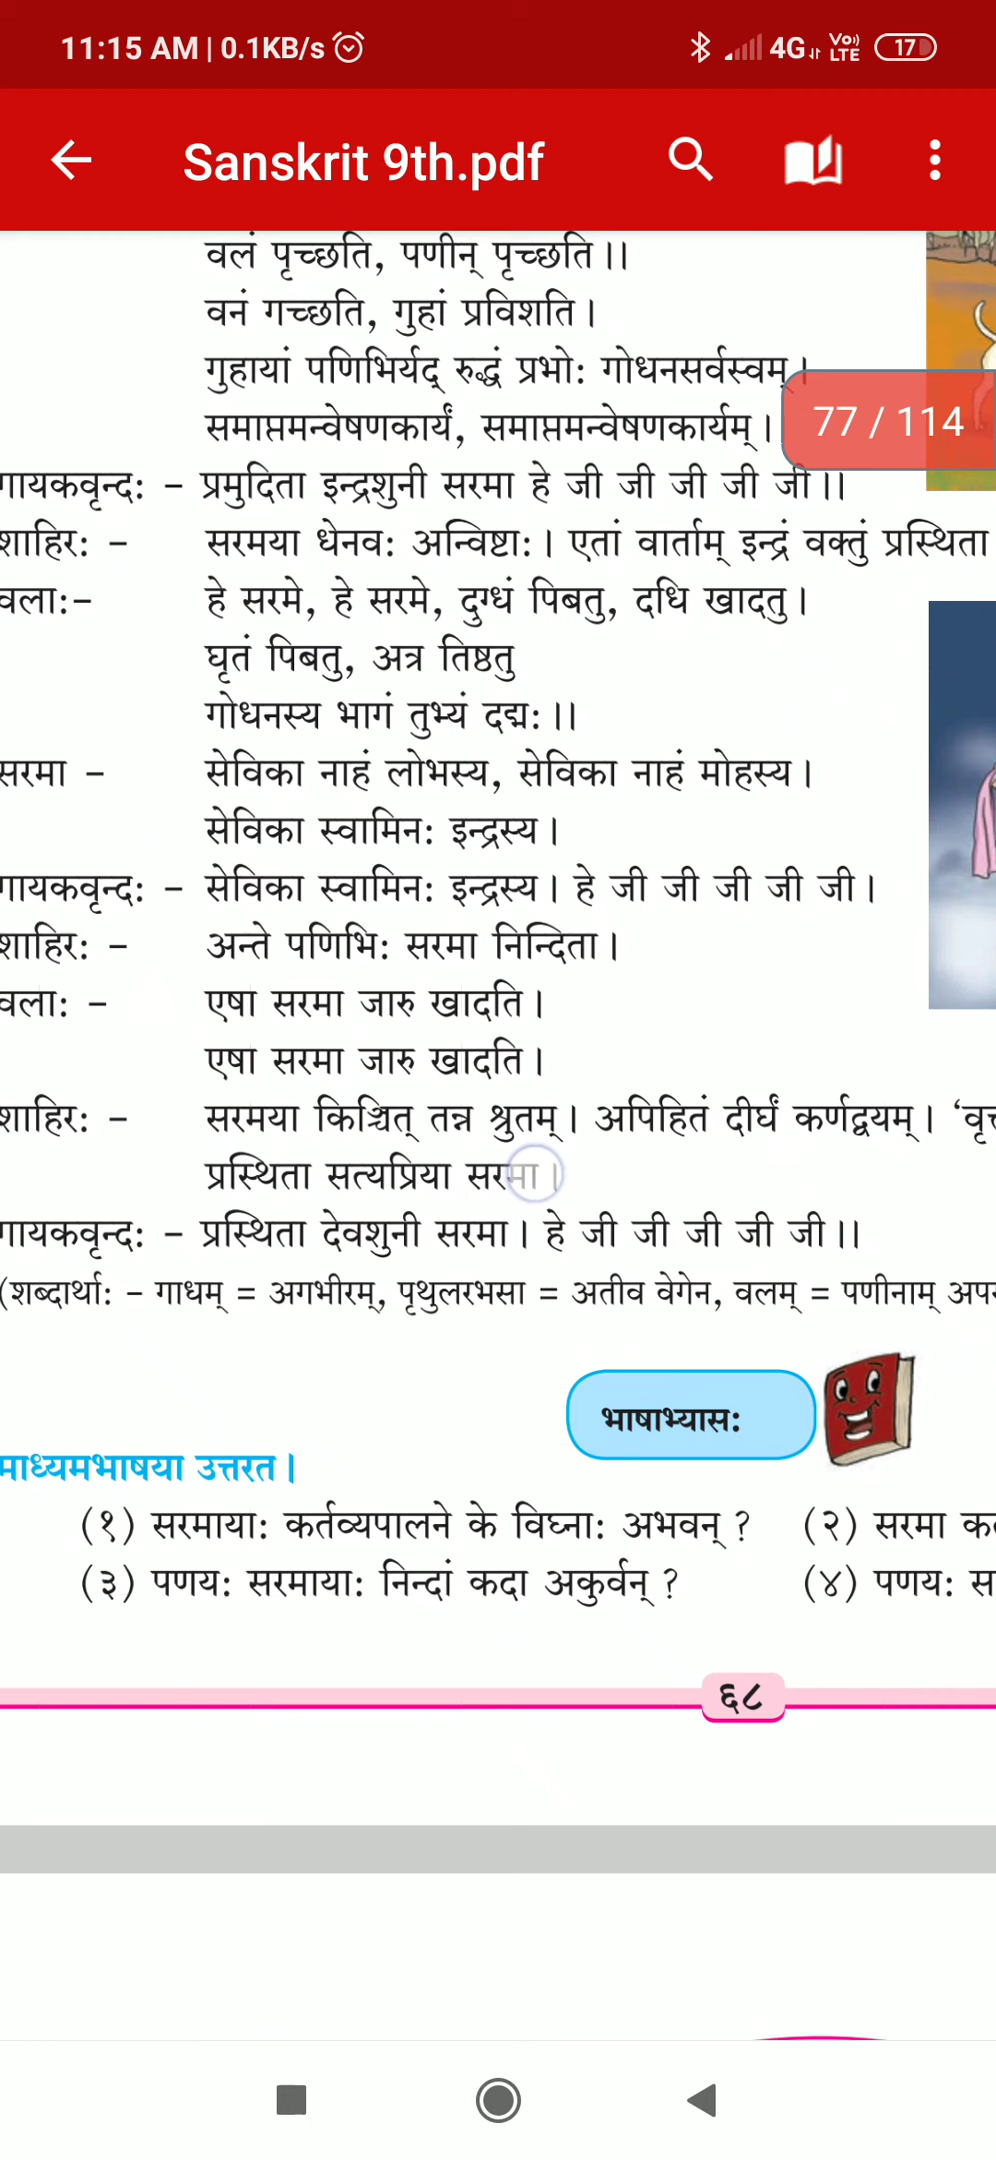 11:15 AM | 0.1KB/s 4G VoLTE 17
Sanskrit 9th.pdf
वलं पृच्छति, पणीन् पृच्छति।।
वनं गच्छति, गुहां प्रविशति।
गुहायां पणिभिर्यद् रुद्धं प्रभो: गोधनसर्वस्वम्।
77 / 114
समाप्तमन्वेषणकार्यं, समाप्तमन्वेषणकार्यम्।
गायकवृन्द: – प्रमुदिता इन्द्रशुनी सरमा हे जी जी जी जी जी।।
शाहिर: – सरमया धेनव: अन्विष्टा:। एतां वार्ताम् इन्द्रं वक्तुं प्रस्थिता
वला:– हे सरमे, हे सरमे, दुग्धं पिबतु, दधि खादतु।
घृतं पिबतु, अत्र तिष्ठतु
गोधनस्य भागं तुभ्यं दद्म:।।
सरमा – सेविका नाहं लोभस्य, सेविका नाहं मोहस्य।
सेविका स्वामिन: इन्द्रस्य।
गायकवृन्द: – सेविका स्वामिन: इन्द्रस्य। हे जी जी जी जी जी।
शाहिर: – अन्ते पणिभि: सरमा निन्दिता।
वला: – एषा सरमा जारु खादति।
एषा सरमा जारु खादति।
शाहिर: – सरमया किञ्चित् तन्न श्रुतम्। अपिहितं दीर्घं कर्णद्वयम्।
प्रस्थिता सत्यप्रिया सरमा।
गायकवृन्द: – प्रस्थिता देवशुनी सरमा। हे जी जी जी जी जी।।
(शब्दार्था: – गाधम् = अगभीरम्, पृथुलरभसा = अतीव वेगेन, वलम् = पणीनाम्
भाषाभ्यास:
माध्यमभाषया उत्तरत।
(१) सरमाया: कर्तव्यपालने के विघ्ना: अभवन् ? (२) सरमा
(३) पणय: सरमाया: निन्दां कदा अकुर्वन् ? (४) पणय:
६८